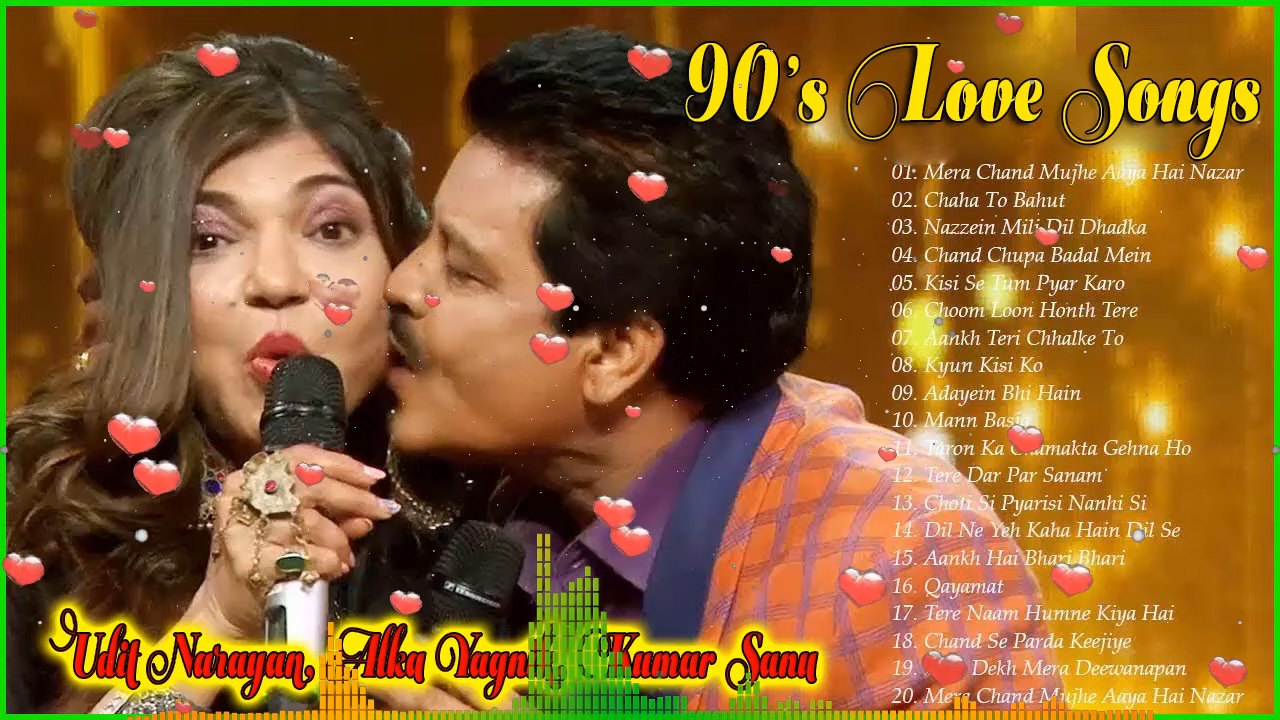 90's Love Songs
01. Mera Chand Mujhe Aaya Hai Nazar
02. Chaha To Bahut
03. Nazzein Mili Dil Dhadka
04. Chand Chupa Badal Mein
05. Kisi Se Tum Pyar Karo
06. Choom Loon Honth Tere
07. Aankh Teri Chhalke To
08. Kyun Kisi Ko
09. Adayein Bhi Hain
10. Mann Basia
11. Taron Ka Chamakta Gehna Ho
12. Tere Dar Par Sanam
13. Choti Si Pyarisi Nanhi Si
14. Dil Ne Yeh Kaha Hain Dil Se
15. Aankh Hai Bhari Bhari
16. Qayamat
17. Tere Naam Humne Kiya Hai
18. Chand Se Parda Keejiye
19. Dekh Mera Deewanapan
20. Mera Chand Mujhe Aaya Hai Nazar
Udit Narayan, Alka Kumar Sanu